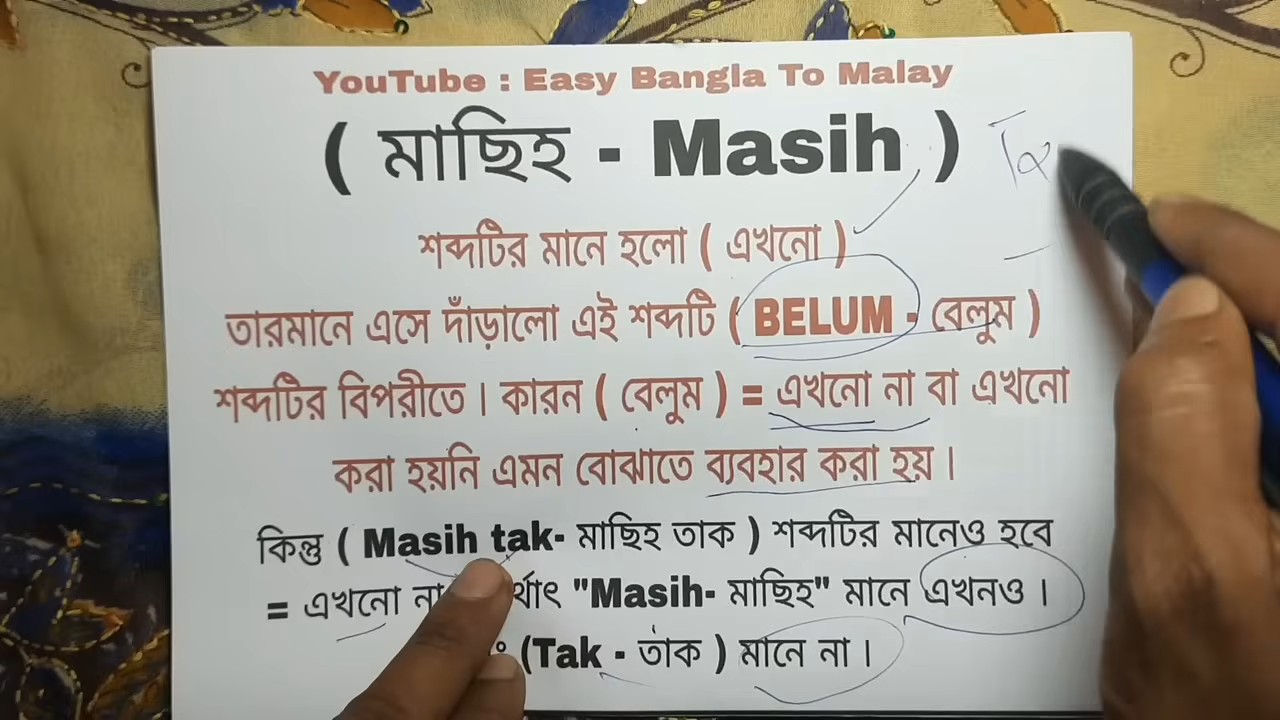 YouTube : Easy Bangla To Malay
( মাছিহ - Masih )
শব্দটির মানে হলো ( এখনো )
তারমানে এসে দাঁড়ালো এই শব্দটি ( BELUM - বেলুম )
শব্দটির বিপরীতে । কারন ( বেলুম ) = এখনো না বা এখনো
করা হয়নি এমন বোঝাতে ব্যবহার করা হয় ।
কিন্তু ( Masih tak- মাছিহ তাক ) শব্দটির মানেও হবে
= এখনো না "Masih- মাছিহ" মানে এখনও ।
(Tak - তাক ) মানে না ।